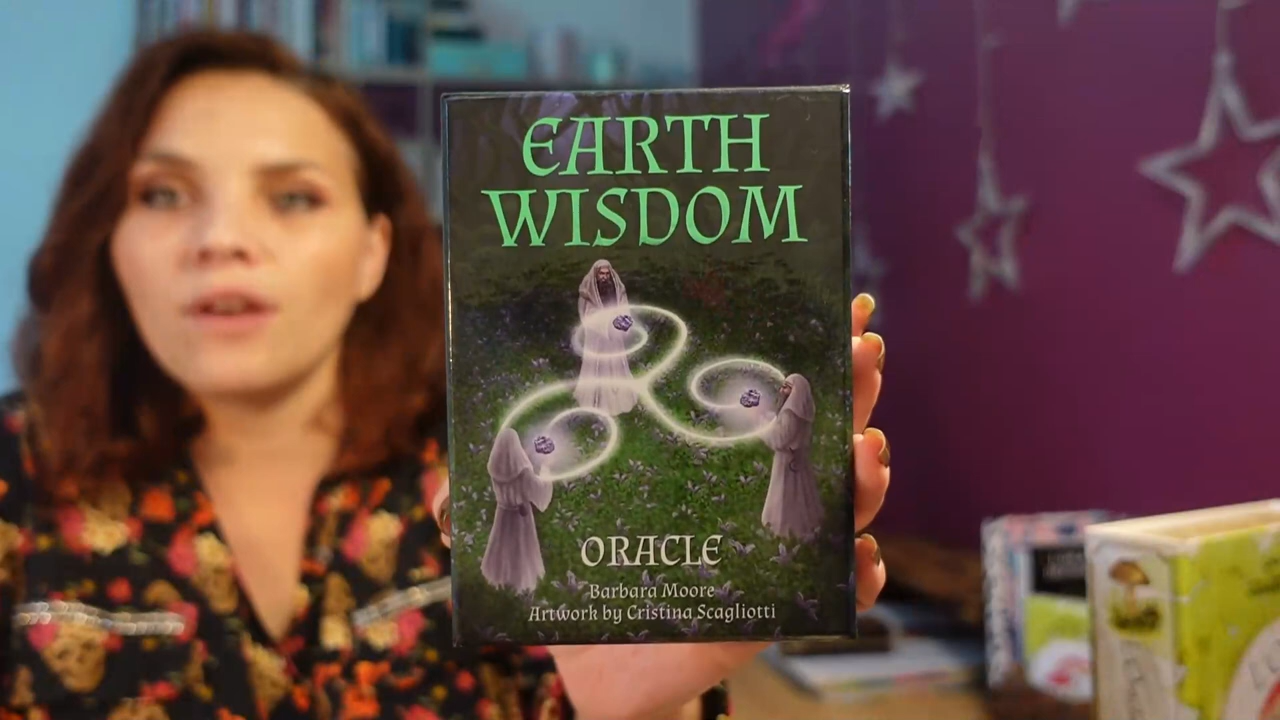 EARTH
WISDOM
ORACLE
Barbara Moore
Artwork by Cristina Scagliotti